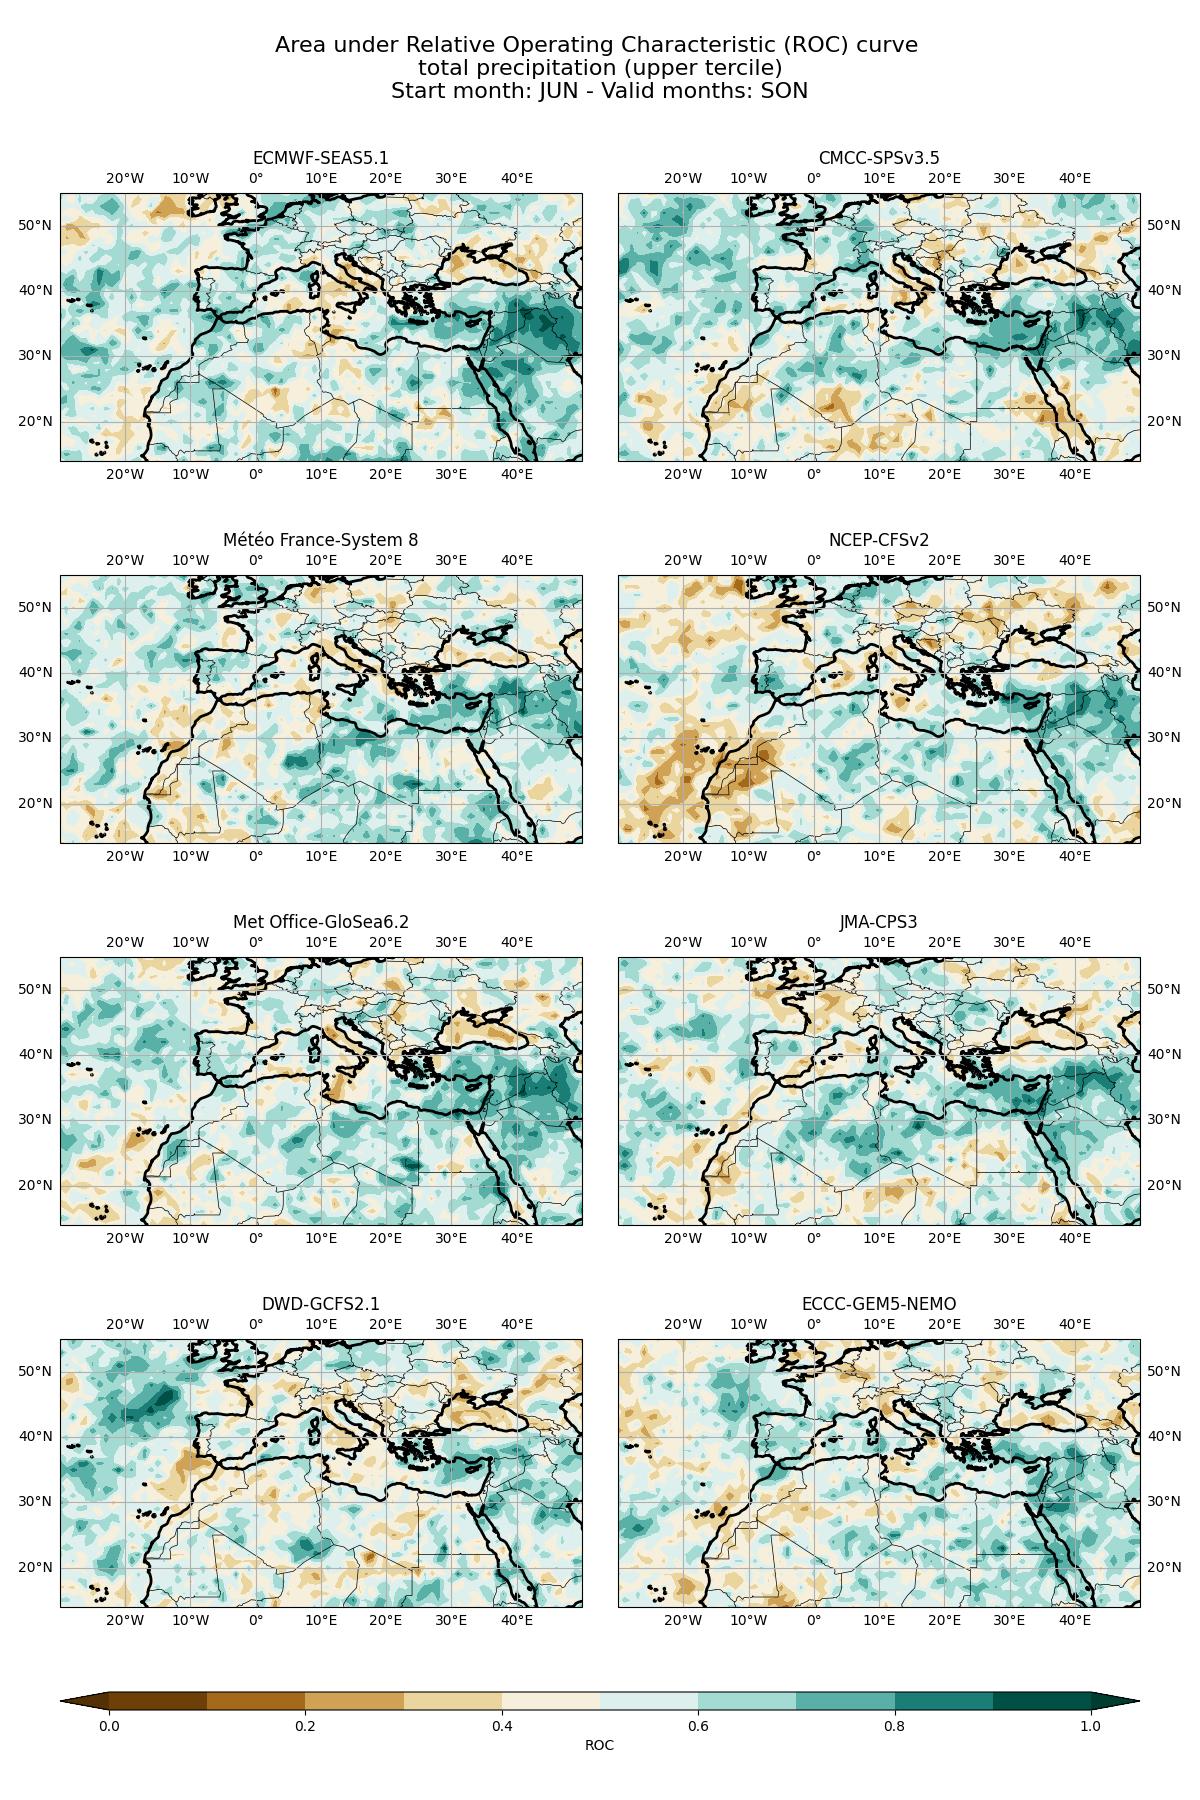 Area under Relative Operating Characteristic (ROC) curve
total precipitation (upper tercile)
Start month: JUN - Valid months: SON
ECMWF-SEAS5.1
20°W 10°W 0° 10°E 20°E 30°E 40°E
50°N
40°N
30°N
20°N
20°W 10°W 0° 10°E 20°E 30°E 40°E
CMCC-SPSv3.5
20°W 10°W 0° 10°E 20°E 30°E 40°E
50°N
40°N
30°N
20°N
20°W 10°W 0° 10°E 20°E 30°E 40°E
Météo France-System 8
20°W 10°W 0° 10°E 20°E 30°E 40°E
50°N
40°N
30°N
20°N
20°W 10°W 0° 10°E 20°E 30°E 40°E
NCEP-CFSv2
20°W 10°W 0° 10°E 20°E 30°E 40°E
50°N
40°N
30°N
20°N
20°W 10°W 0° 10°E 20°E 30°E 40°E
Met Office-GloSea6.2
20°W 10°W 0° 10°E 20°E 30°E 40°E
50°N
40°N
30°N
20°N
20°W 10°W 0° 10°E 20°E 30°E 40°E
JMA-CPS3
20°W 10°W 0° 10°E 20°E 30°E 40°E
50°N
40°N
30°N
20°N
20°W 10°W 0° 10°E 20°E 30°E 40°E
DWD-GCFS2.1
20°W 10°W 0° 10°E 20°E 30°E 40°E
50°N
40°N
30°N
20°N
20°W 10°W 0° 10°E 20°E 30°E 40°E
ECCC-GEM5-NEMO
20°W 10°W 0° 10°E 20°E 30°E 40°E
50°N
40°N
30°N
20°N
20°W 10°W 0° 10°E 20°E 30°E 40°E
0.0 0.2 0.4 0.6 0.8 1.0
ROC